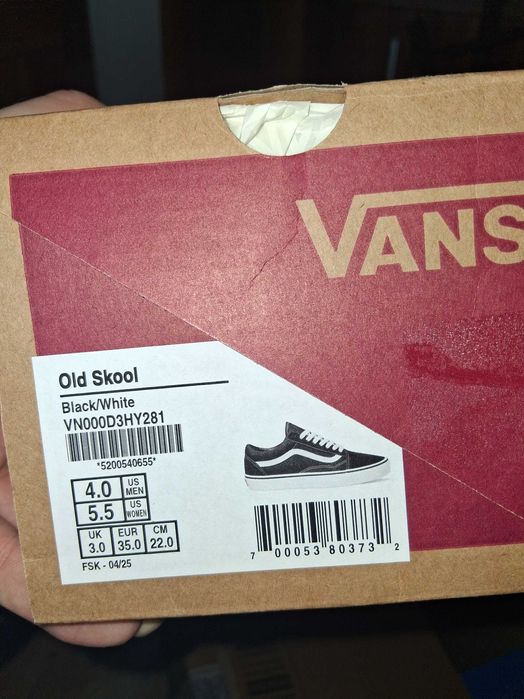 VANS
Old Skool
Black/White
VN000D3HY281
*5200540655*
4.0 US MEN
5.5 US WOMEN
UK EUR CM
3.0 35.0 22.0
FSK - 04/25
7 00053 80373 2